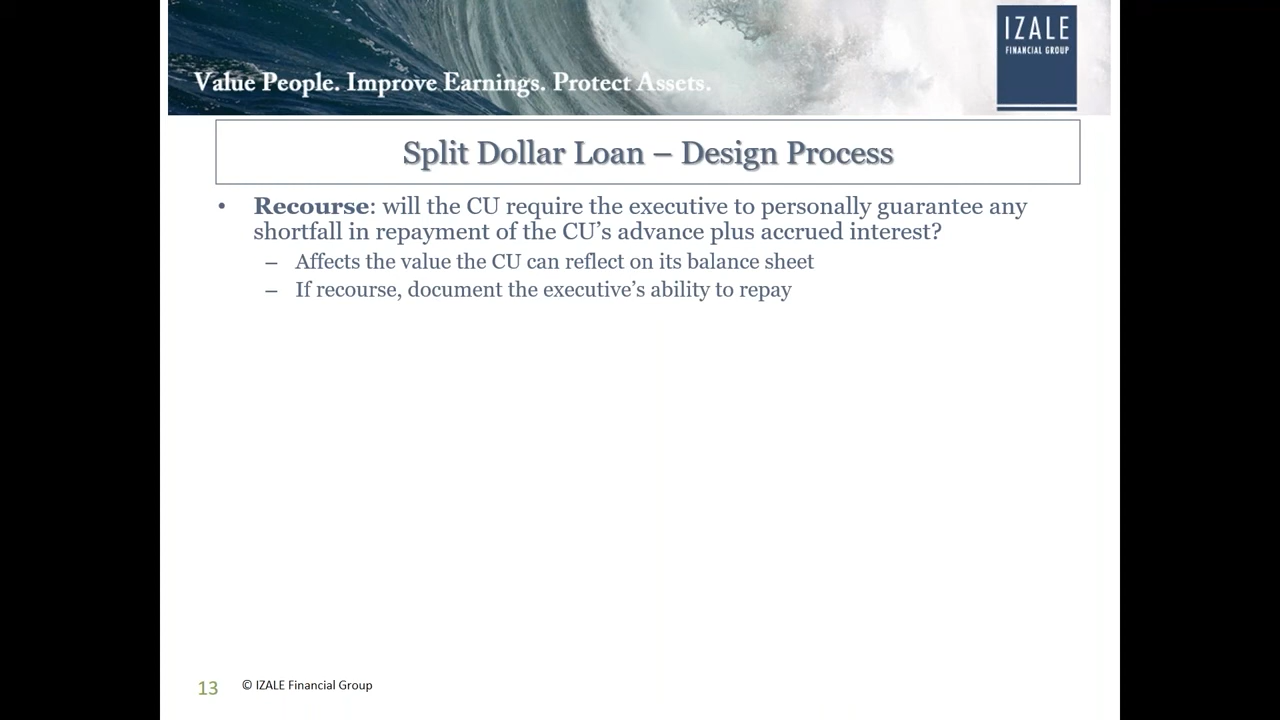 Value People. Improve Earnings. Protect Assets.
IZALE
FINANCIAL GROUP
Split Dollar Loan – Design Process
• Recourse: will the CU require the executive to personally guarantee any
shortfall in repayment of the CU’s advance plus accrued interest?
– Affects the value the CU can reflect on its balance sheet
– If recourse, document the executive’s ability to repay
13
© IZALE Financial Group